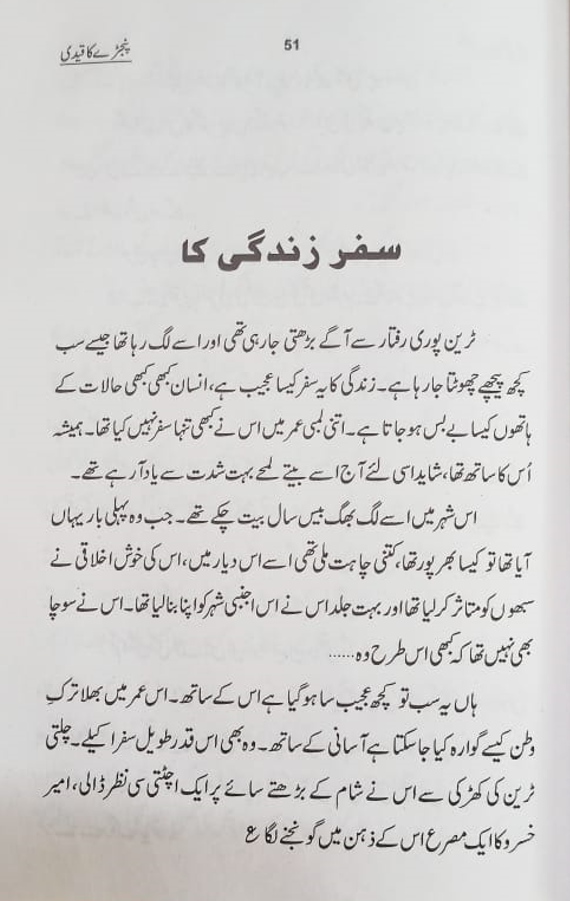 پنجڑے کا قیدی
51
سفر زندگی کا
ٹرین پوری رفتار سے آگے بڑھتی جارہی تھی اور اسے لگ رہا تھا جیسے سب
کچھ پیچھے چھوٹتا جارہا ہے۔ زندگی کا یہ سفر کیسا عجیب ہے، انسان کبھی کبھی حالات کے
ہاتھوں کیسا بے بس ہو جاتا ہے۔ اتنی لمبی عمر میں اس نے کبھی تنہا سفر نہیں کیا تھا۔ ہمیشہ
اُس کا ساتھ تھا، شاید اسی لئے آج اسے بیتے لمحے بہت شدت سے یاد آرہے تھے۔
اس شہر میں اسے لگ بھگ بیس سال بیت چکے تھے۔ جب وہ پہلی بار یہاں
آیا تھا تو کیسا بھرپور تھا، کتنی چاہت ملی تھی اسے اس دیار میں، اس کی خوش اخلاقی نے
سبھوں کو متاثر کرلیا تھا اور بہت جلد اس نے اس اجنبی شہر کو اپنا بنالیا تھا۔ اس نے سوچا
بھی نہیں تھا کہ کبھی اس طرح وہ......
ہاں یہ سب تو کچھ عجیب سا ہوگیا ہے اس کے ساتھ۔ اس عمر میں بھلا ترکِ
وطن کیسے گوارہ کیا جاسکتا ہے آسانی کے ساتھ۔ وہ بھی اس قدر طویل سفر اکیلے۔ چلتی
ٹرین کی کھڑکی سے اس نے شام کے بڑھتے سائے پر ایک اچٹتی سی نظر ڈالی، امیر
خسرو کا ایک مصرع اس کے ذہن میں گونجنے لگا ع